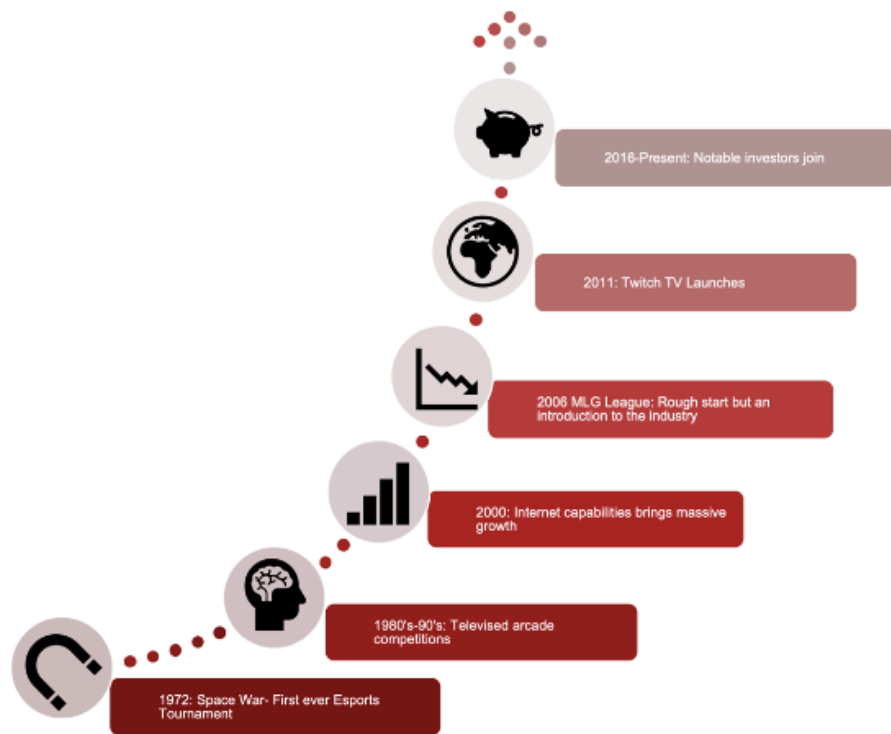 2016-Present: Notable investors join
2011: Twitch TV Launches
2006 MLG League: Rough start but an
introduction to the industry
2000: Internet capabilities brings massive
growth
1980's-90's: Televised arcade
competitions
1972: Space War- First ever Esports
Tournament